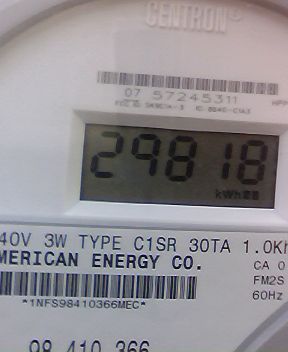 CENTRON®
07 57245311
29818
kWh
40V 3W TYPE C1SR 30TA 1.0Kh
MERICAN ENERGY CO.
CA 0
FM2S
*1NFS98410366MEC*
60Hz
98 410 366